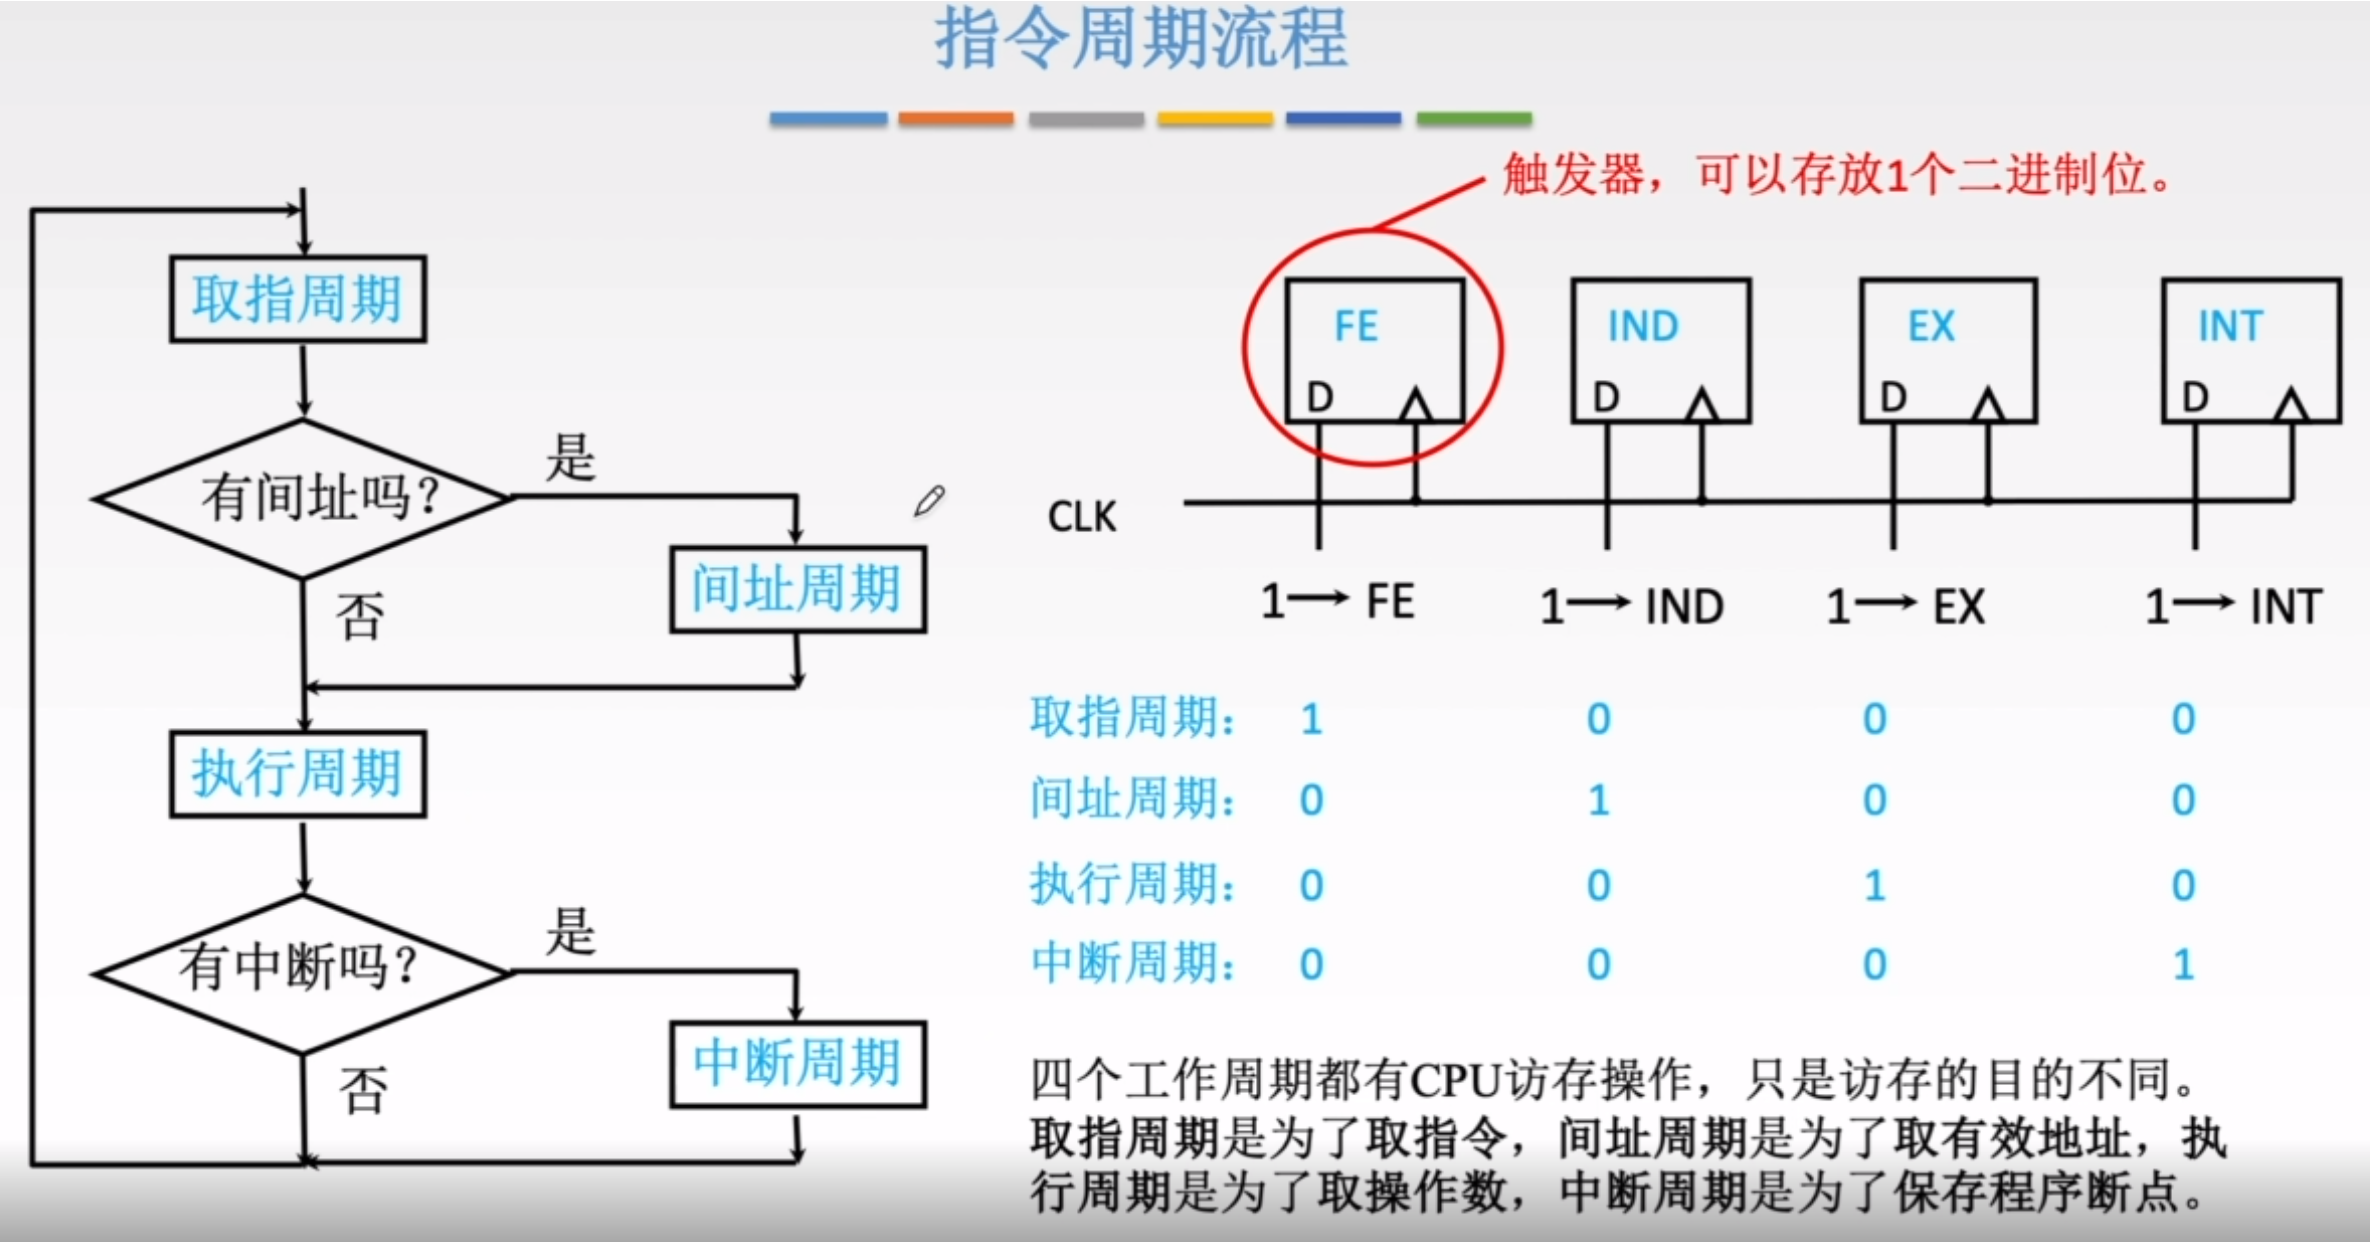 指令周期流程
取指周期
有间址吗?
是
间址周期
否
执行周期
有中断吗?
是
中断周期
否
触发器，可以存放1个二进制位。
FE
D
IND
D
EX
D
INT
D
CLK
1→ FE
1→ IND
1→ EX
1→ INT
取指周期： 1 0 0 0
间址周期： 0 1 0 0
执行周期： 0 0 1 0
中断周期： 0 0 0 1
四个工作周期都有CPU访存操作，只是访存的目的不同。
取指周期是为了取指令，间址周期是为了取有效地址，执
行周期是为了取操作数，中断周期是为了保存程序断点。